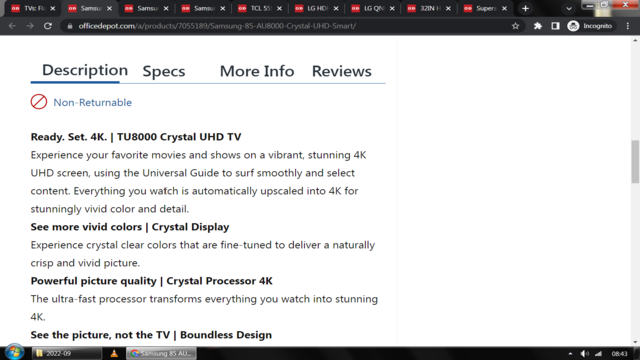 TVs: Fl
Samsu
Samsu
Samsu
TCL 55
LG HD
LG QN
32IN H
Supers
officedepot.com/a/products/7055189/Samsung-85-AU8000-Crystal-UHD-Smart/
Incognito
Description Specs More Info Reviews
Non-Returnable
Ready. Set. 4K. | TU8000 Crystal UHD TV
Experience your favorite movies and shows on a vibrant, stunning 4K
UHD screen, using the Universal Guide to surf smoothly and select
content. Everything you watch is automatically upscaled into 4K for
stunningly vivid color and detail.
See more vivid colors | Crystal Display
Experience crystal clear colors that are fine-tuned to deliver a naturally
crisp and vivid picture.
Powerful picture quality | Crystal Processor 4K
The ultra-fast processor transforms everything you watch into stunning
4K.
See the picture, not the TV | Boundless Design
2022-09
Samsung 85 AU...
08:43